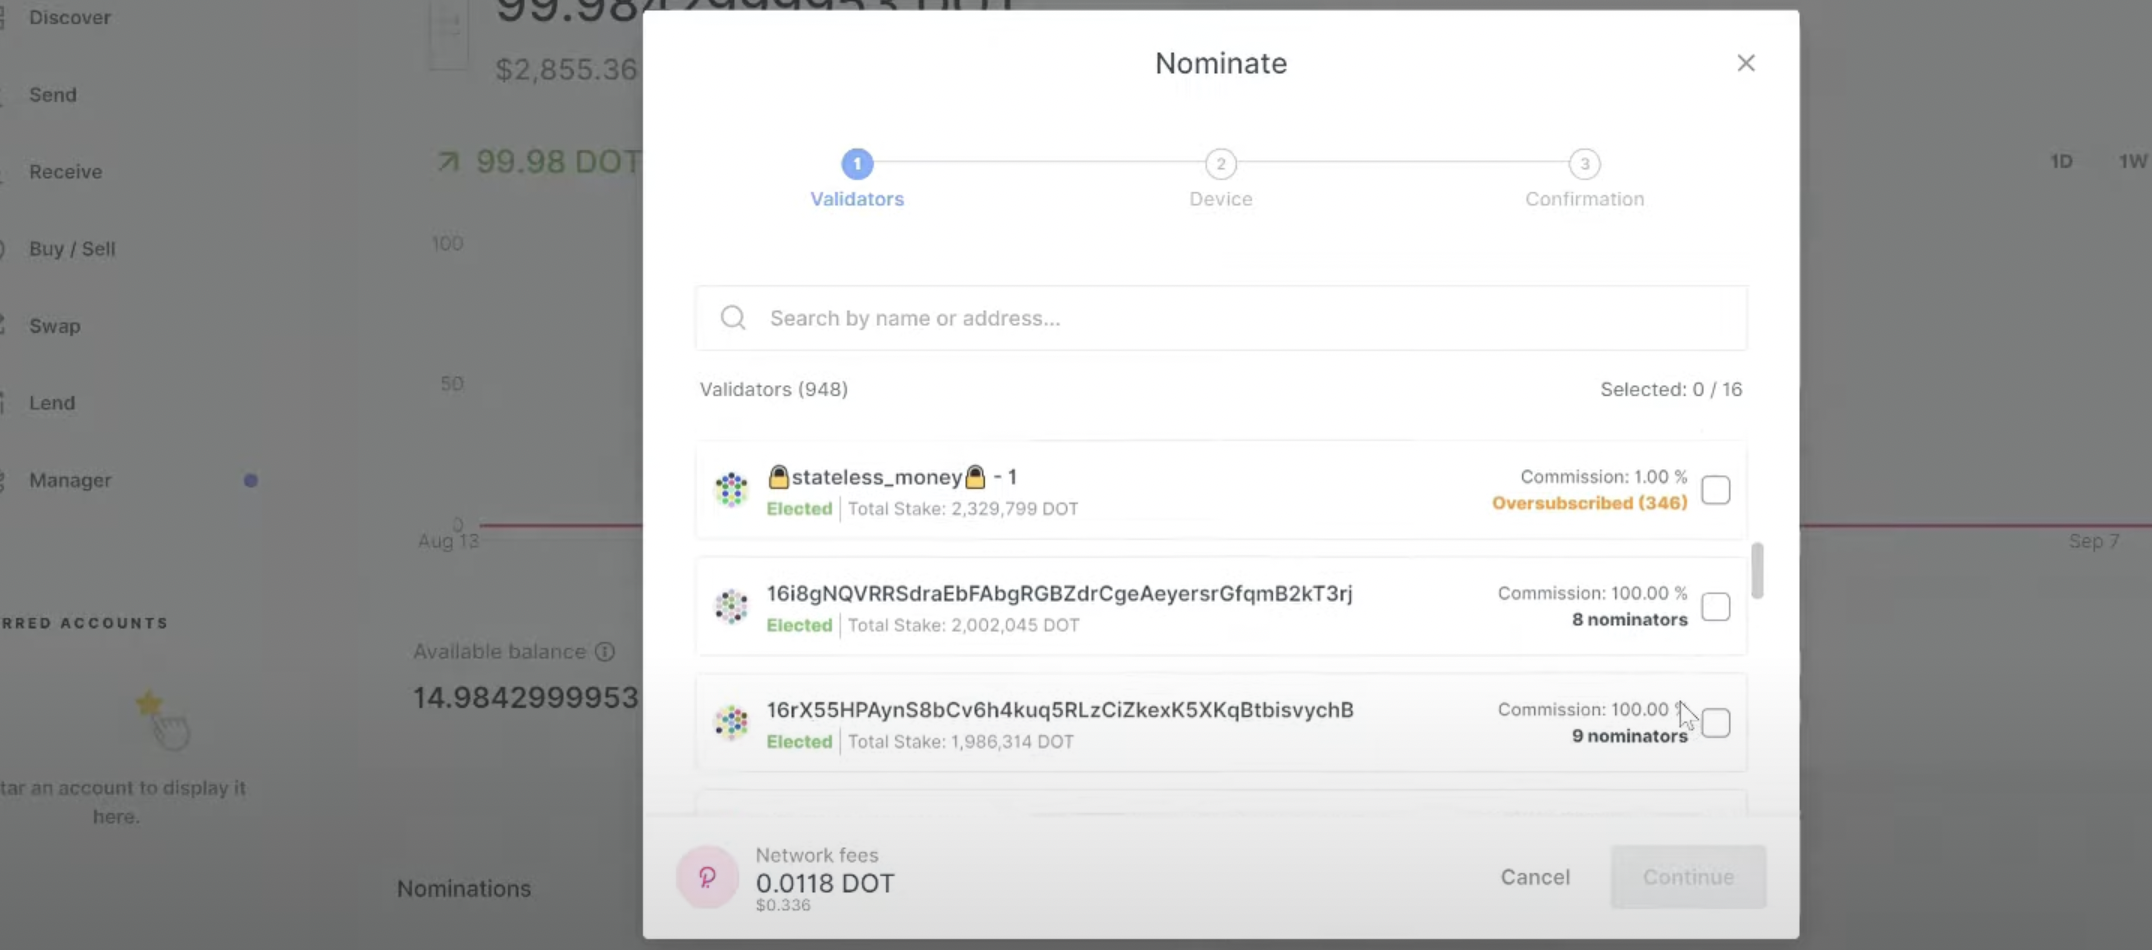 Discover
Send
Receive
Buy / Sell
Swap
Lend
Manager
RRED ACCOUNTS
tar an account to display it
here.
$2,855.36
99.98 DOT
100
50
0
Aug 13
Available balance
14.9842999953
Nominations
Nominate
1
2
3
Validators
Device
Confirmation
Search by name or address...
Validators (948)
Selected: 0 / 16
🔒stateless_money🔒 - 1
Commission: 1.00 %
Elected
Total Stake: 2,329,799 DOT
Oversubscribed (346)
16i8gNQVRRSdraEbFAbgRGBZdrCgeAeyersrGfqmB2kT3rj
Commission: 100.00 %
Elected
Total Stake: 2,002,045 DOT
8 nominators
16rX55HPAynS8bCv6h4kuq5RLzCiZkexK5XKqBtbisvychB
Commission: 100.00 %
Elected
Total Stake: 1,986,314 DOT
9 nominators
Network fees
0.0118 DOT
$0.336
Cancel
Continue
1D
1W
Sep 7